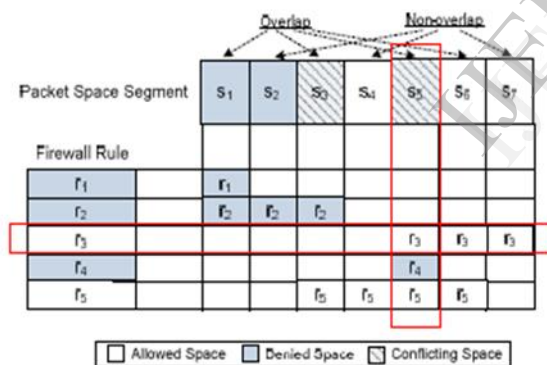 Overlap Non-overlap
Packet Space Segment S1 S2 S3 S4 S5 S6 S7
Firewall Rule
r1 r1
r2 r2 r2 r2
r3 r3 r3 r3
r4 r4
r5 r5 r5 r5 r5
Allowed Space Denied Space Conflicting Space